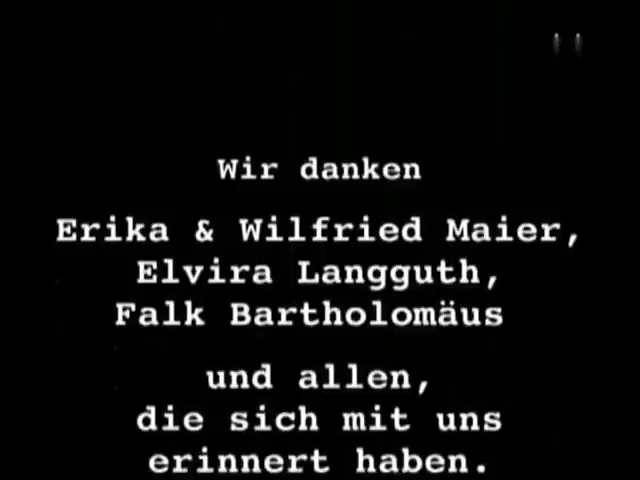 Wir danken
Erika & Wilfried Maier,
Elvira Langguth,
Falk Bartholomäus
und allen,
die sich mit uns
erinnert haben.